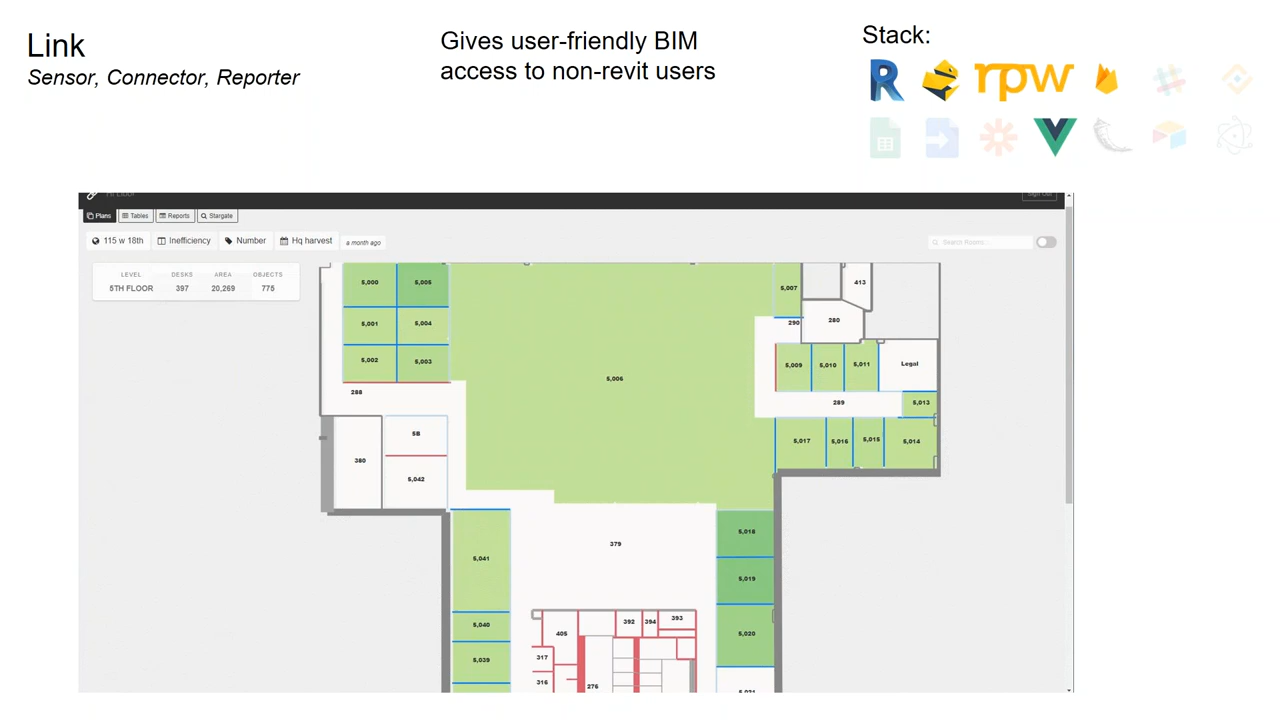 Link
Sensor, Connector, Reporter
Gives user-friendly BIM
access to non-revit users
Stack:
R
rpw
Plans
Tables
Reports
Stargate
115 w 18th
Inefficiency
Number
Hq harvest
a month ago
Search Rooms...
LEVEL DESKS AREA OBJECTS
5TH FLOOR 397 20,269 775
5,000 5,005
5,001 5,004
5,002 5,003
288
380
5B
5,042
5,006
5,007
413
290
280
5,009 5,010 5,011 Legal
289
5,013
5,017 5,016 5,015 5,014
5,041
379
5,018
5,019
5,040
5,020
5,039
405
392 394 393
317
316
276